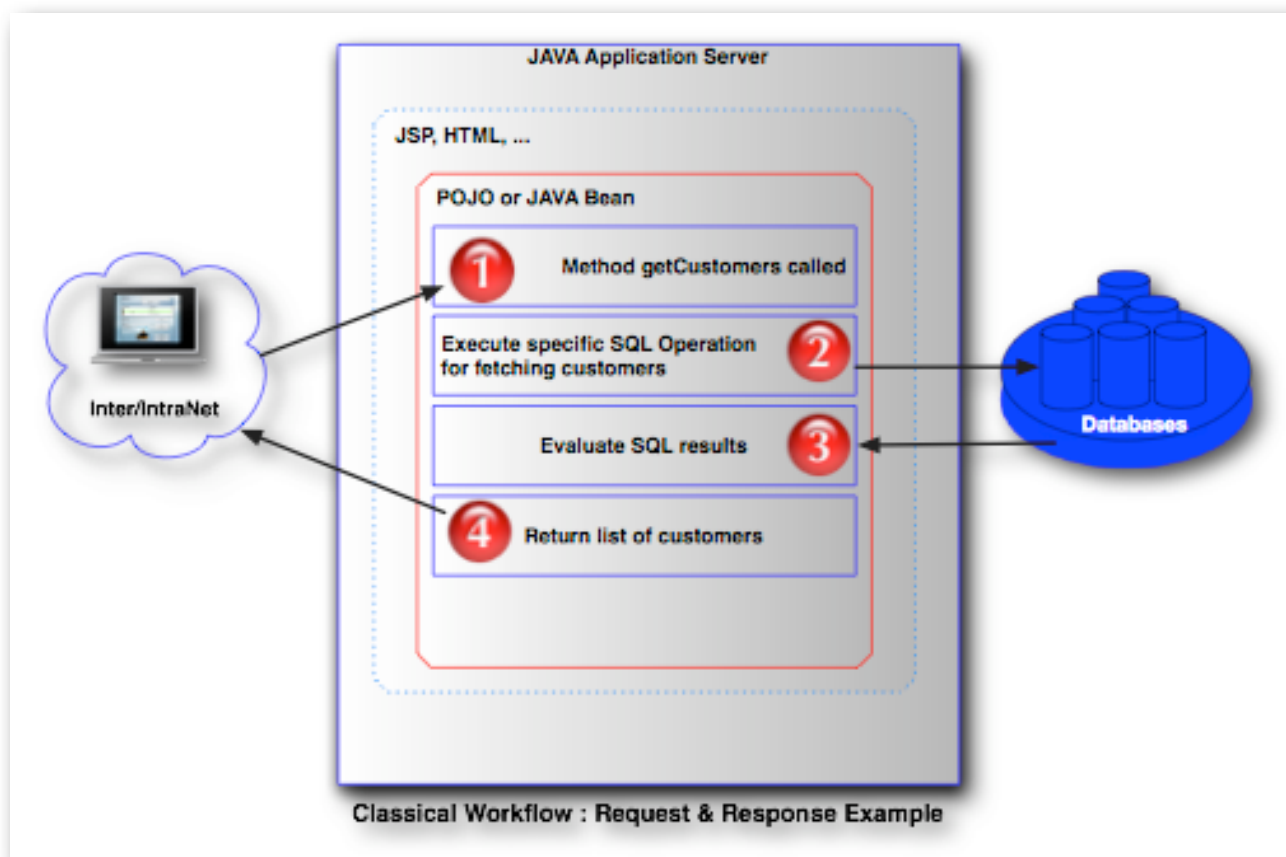 JAVA Application Server
JSP, HTML, ...
POJO or JAVA Bean
1
Method getCustomers called
Execute specific SQL Operation
for fetching customers
2
Evaluate SQL results
3
4
Return list of customers
Inter/IntraNet
Databases
Classical Workflow : Request & Response Example